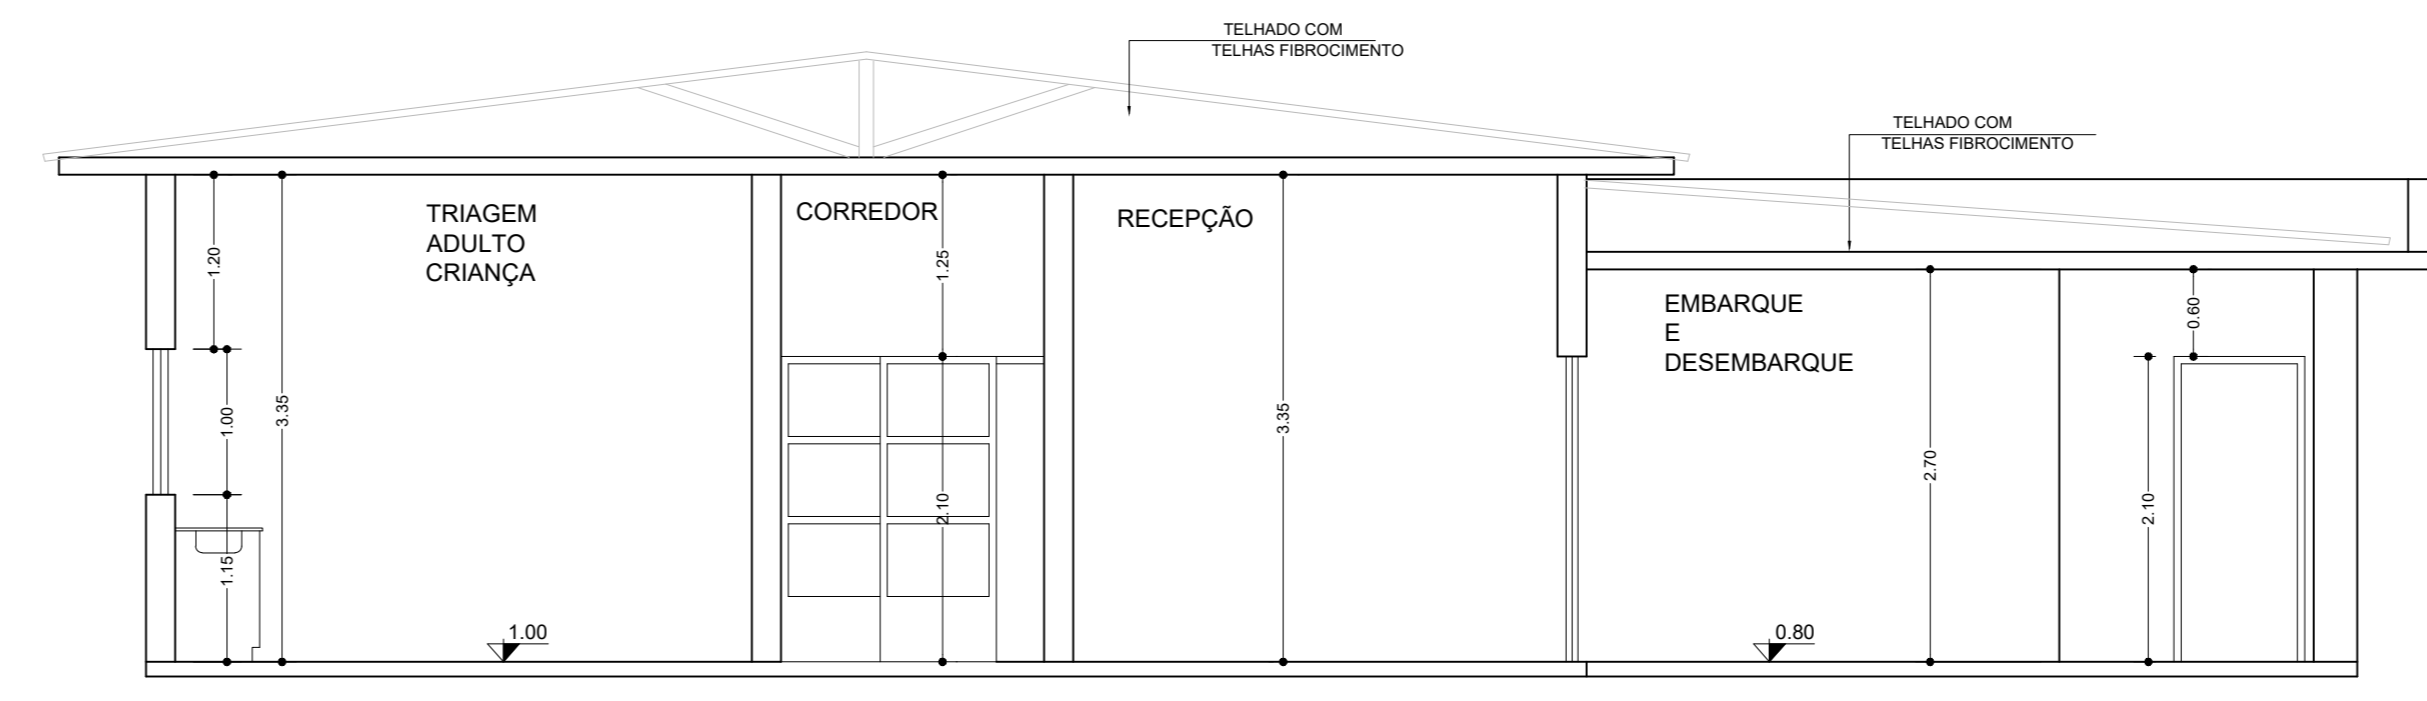 TELHADO COM
TELHAS FIBROCIMENTO
TELHADO COM
TELHAS FIBROCIMENTO
TRIAGEM
ADULTO
CRIANÇA
CORREDOR
RECEPÇÃO
EMBARQUE
E
DESEMBARQUE
1.20
1.00
1.15
3.35
1.25
2.10
3.35
2.70
0.60
2.10
1.00
0.80